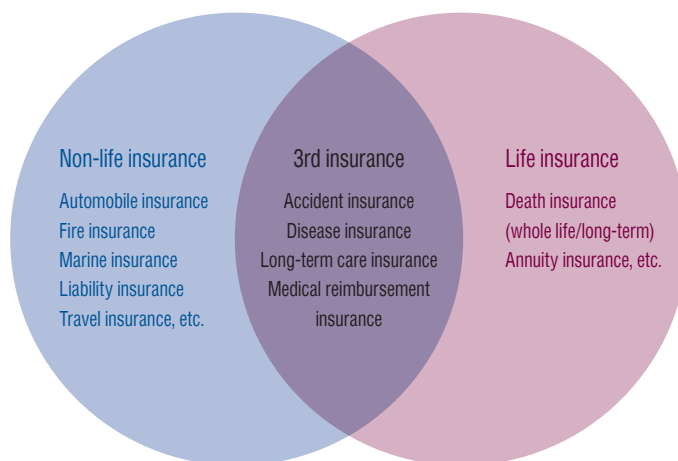 Non-life insurance
Automobile insurance
Fire insurance
Marine insurance
Liability insurance
Travel insurance, etc.
3rd insurance
Accident insurance
Disease insurance
Long-term care insurance
Medical reimbursement
insurance
Life insurance
Death insurance
(whole life/long-term)
Annuity insurance, etc.